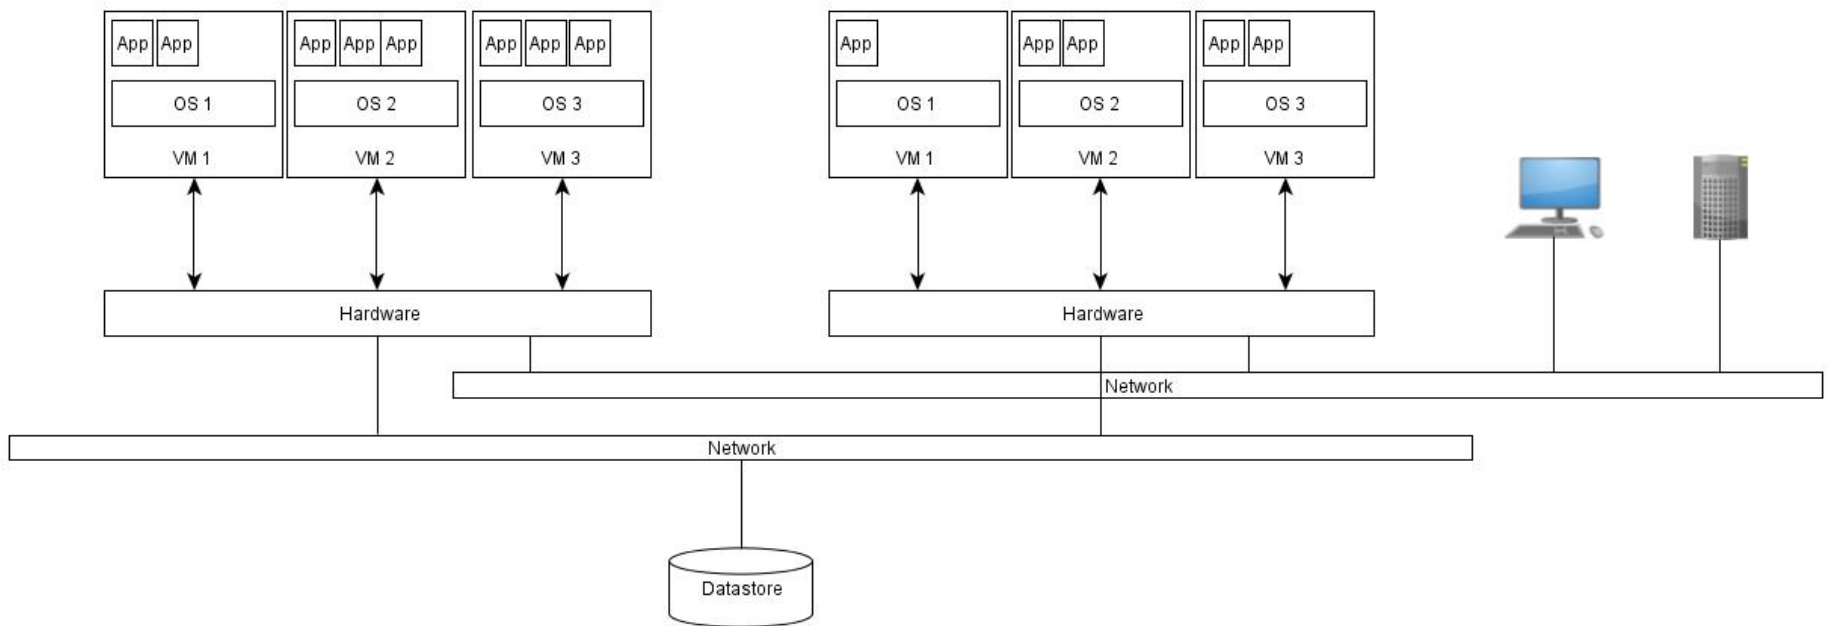 App App App App App App App App App App App App App
OS 1 OS 2 OS 3 OS 1 OS 2 OS 3
VM 1 VM 2 VM 3 VM 1 VM 2 VM 3
Hardware Hardware
Network
Network
Datastore